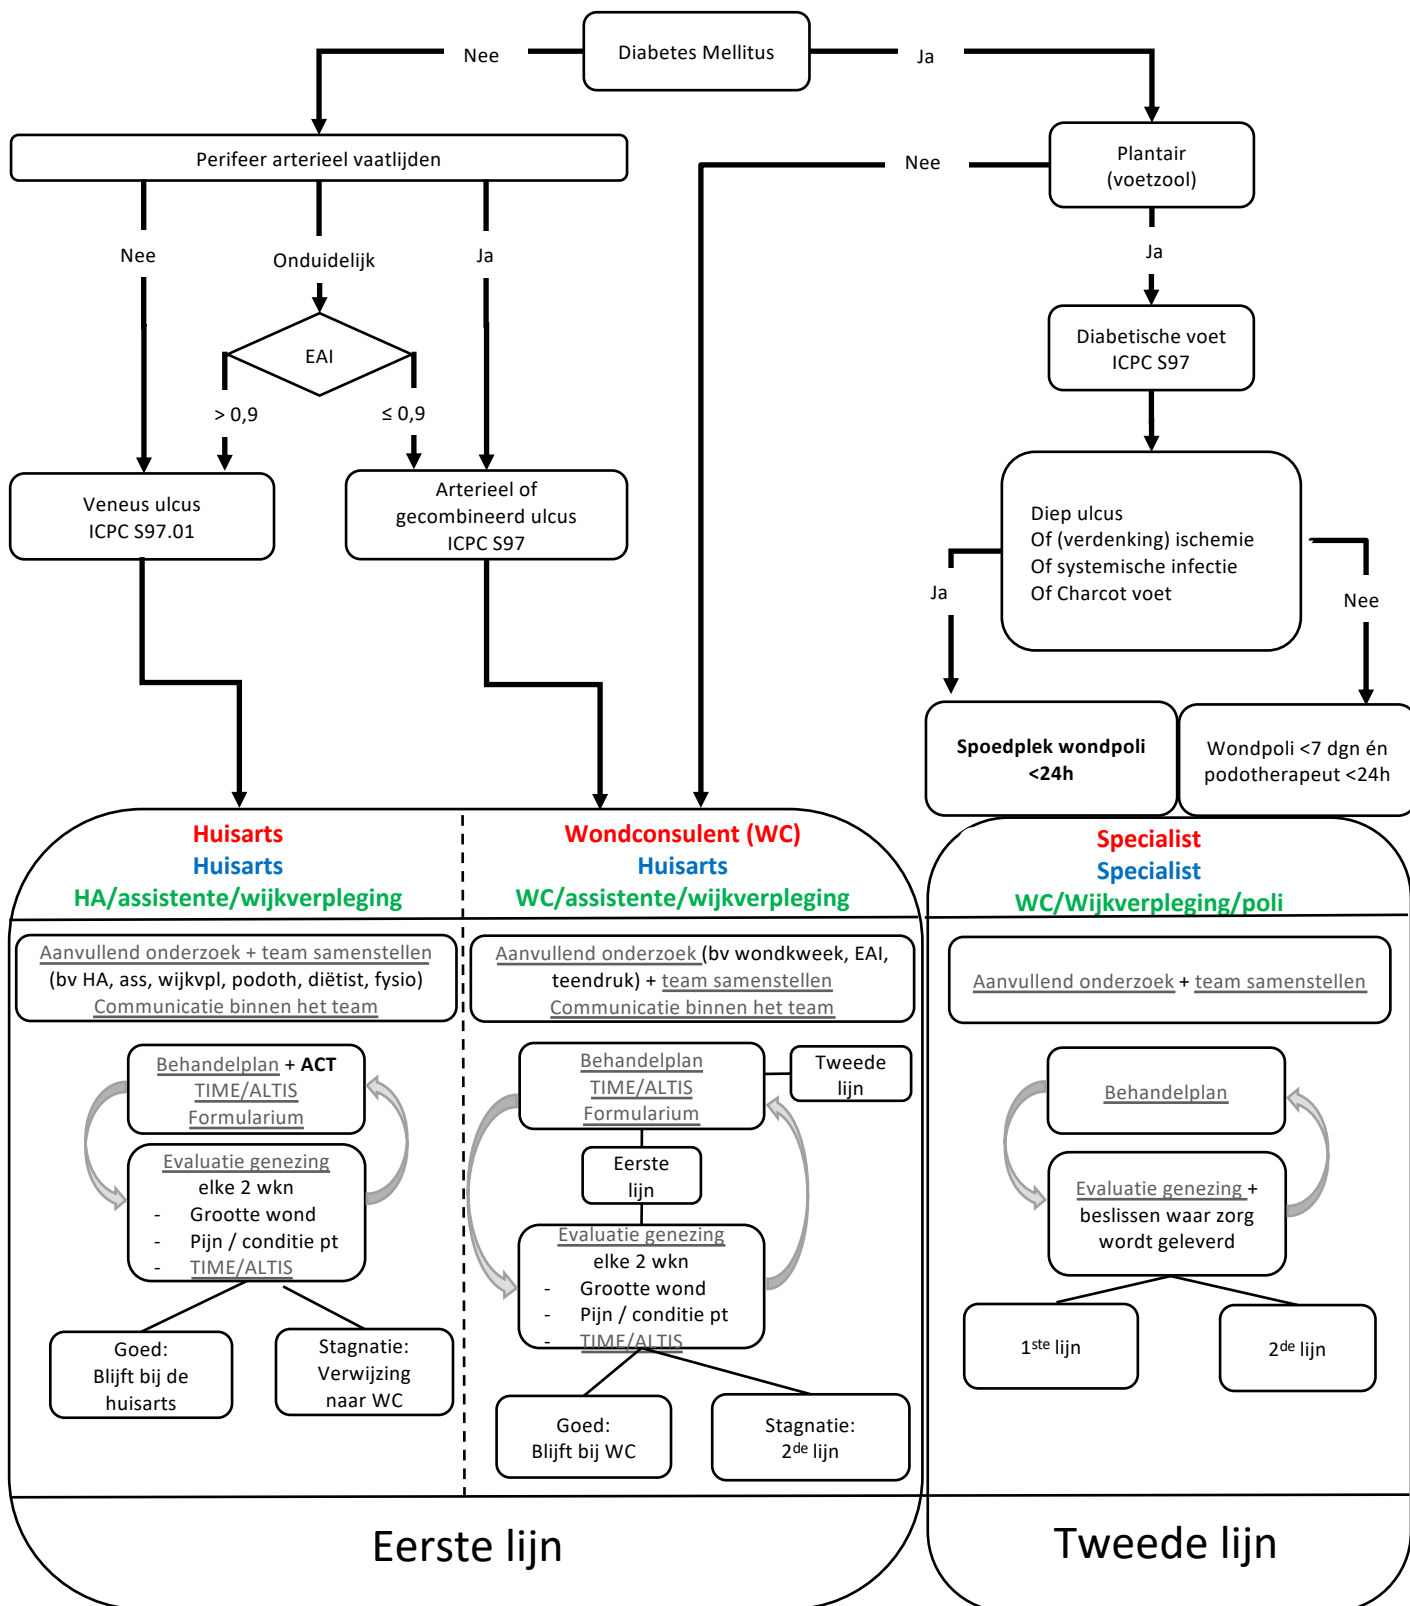 Diabetes Mellitus
Nee
Ja
Perifeer arterieel vaatlijden
Plantair
(voetzool)
Nee
Nee
Onduidelijk
Ja
Ja
EAI
> 0,9
≤ 0,9
Diabetische voet
ICPC S97
Veneus ulcus
ICPC S97.01
Arterieel of
gecombineerd ulcus
ICPC S97
Diep ulcus
Of (verdenking) ischemie
Of systemische infectie
Of Charcot voet
Ja
Nee
Spoedplek wondpoli
<24h
Wondpoli <7 dgn én
podotherapeut <24h
Huisarts
Huisarts
HA/assistente/wijkverpleging
Wondconsulent (WC)
Huisarts
WC/assistente/wijkverpleging
Specialist
Specialist
WC/Wijkverpleging/poli
Aanvullend onderzoek + team samenstellen
(bv HA, ass, wijkvpl, podoth, diëtist, fysio)
Communicatie binnen het team
Aanvullend onderzoek (bv wondkweek, EAI,
teendruk) + team samenstellen
Communicatie binnen het team
Aanvullend onderzoek + team samenstellen
Behandelplan + ACT
TIME/ALTIS
Formularium
Evaluatie genezing
elke 2 wkn
- Grootte wond
- Pijn / conditie pt
- TIME/ALTIS
Goed:
Blijft bij de
huisarts
Stagnatie:
Verwijzing
naar WC
Behandelplan
TIME/ALTIS
Formularium
Tweede
lijn
Eerste
lijn
Evaluatie genezing
elke 2 wkn
- Grootte wond
- Pijn / conditie pt
- TIME/ALTIS
Goed:
Blijft bij WC
Stagnatie:
2de lijn
Behandelplan
Evaluatie genezing +
beslissen waar zorg
wordt geleverd
1ste lijn
2de lijn
Eerste lijn
Tweede lijn